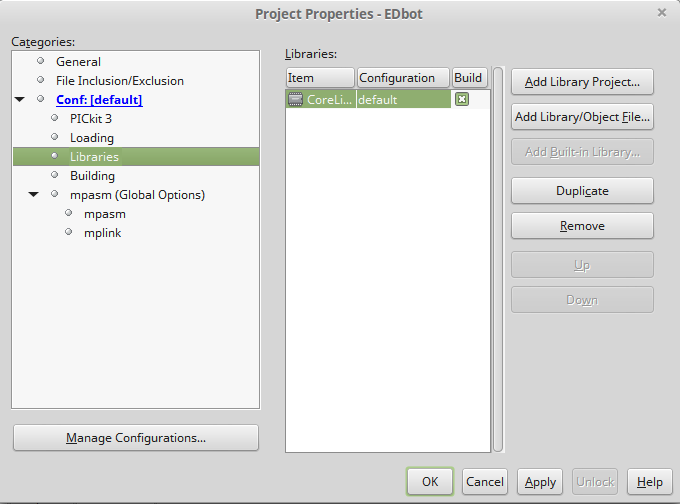 Project Properties - EDbot
Categories:
General
File Inclusion/Exclusion
Conf: [default]
PICkit 3
Loading
Libraries
Building
mpasm (Global Options)
mpasm
mplink
Manage Configurations...
Libraries:
Item Configuration Build
CoreLi... default
Add Library Project...
Add Library/Object File...
Add Built-in Library...
Duplicate
Remove
Up
Down
OK Cancel Apply Unlock Help